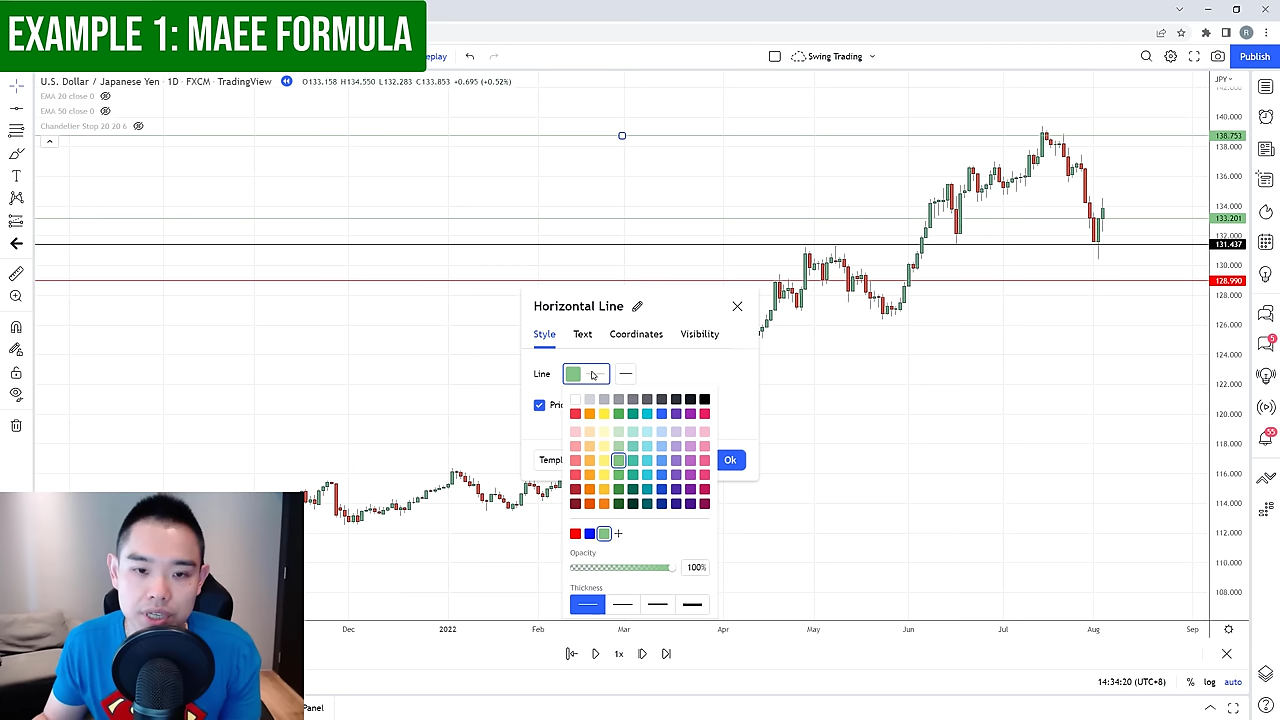 EXAMPLE 1: MAEE FORMULA
eplay
Swing Trading
Publish
U.S. Dollar / Japanese Yen · 1D · FXCM · TradingView
O133.158 H134.550 L132.283 C133.853 +0.695 (+0.52%)
JPY
EMA 20 close 0
EMA 50 close 0
Chandelier Stop 20 20 6
142.000
140.000
138.753
138.000
136.000
134.000
133.201
132.000
131.437
130.000
128.990
128.000
126.000
124.000
122.000
120.000
118.000
116.000
114.000
112.000
110.000
108.000
Horizontal Line
Style Text Coordinates Visibility
Line
Pric
Templ
Ok
Opacity
100%
Thickness
Dec 2022 Feb Mar Apr May Jun Jul Aug Sep
1x
14:34:20 (UTC+8) % log auto
Panel
R
5
55